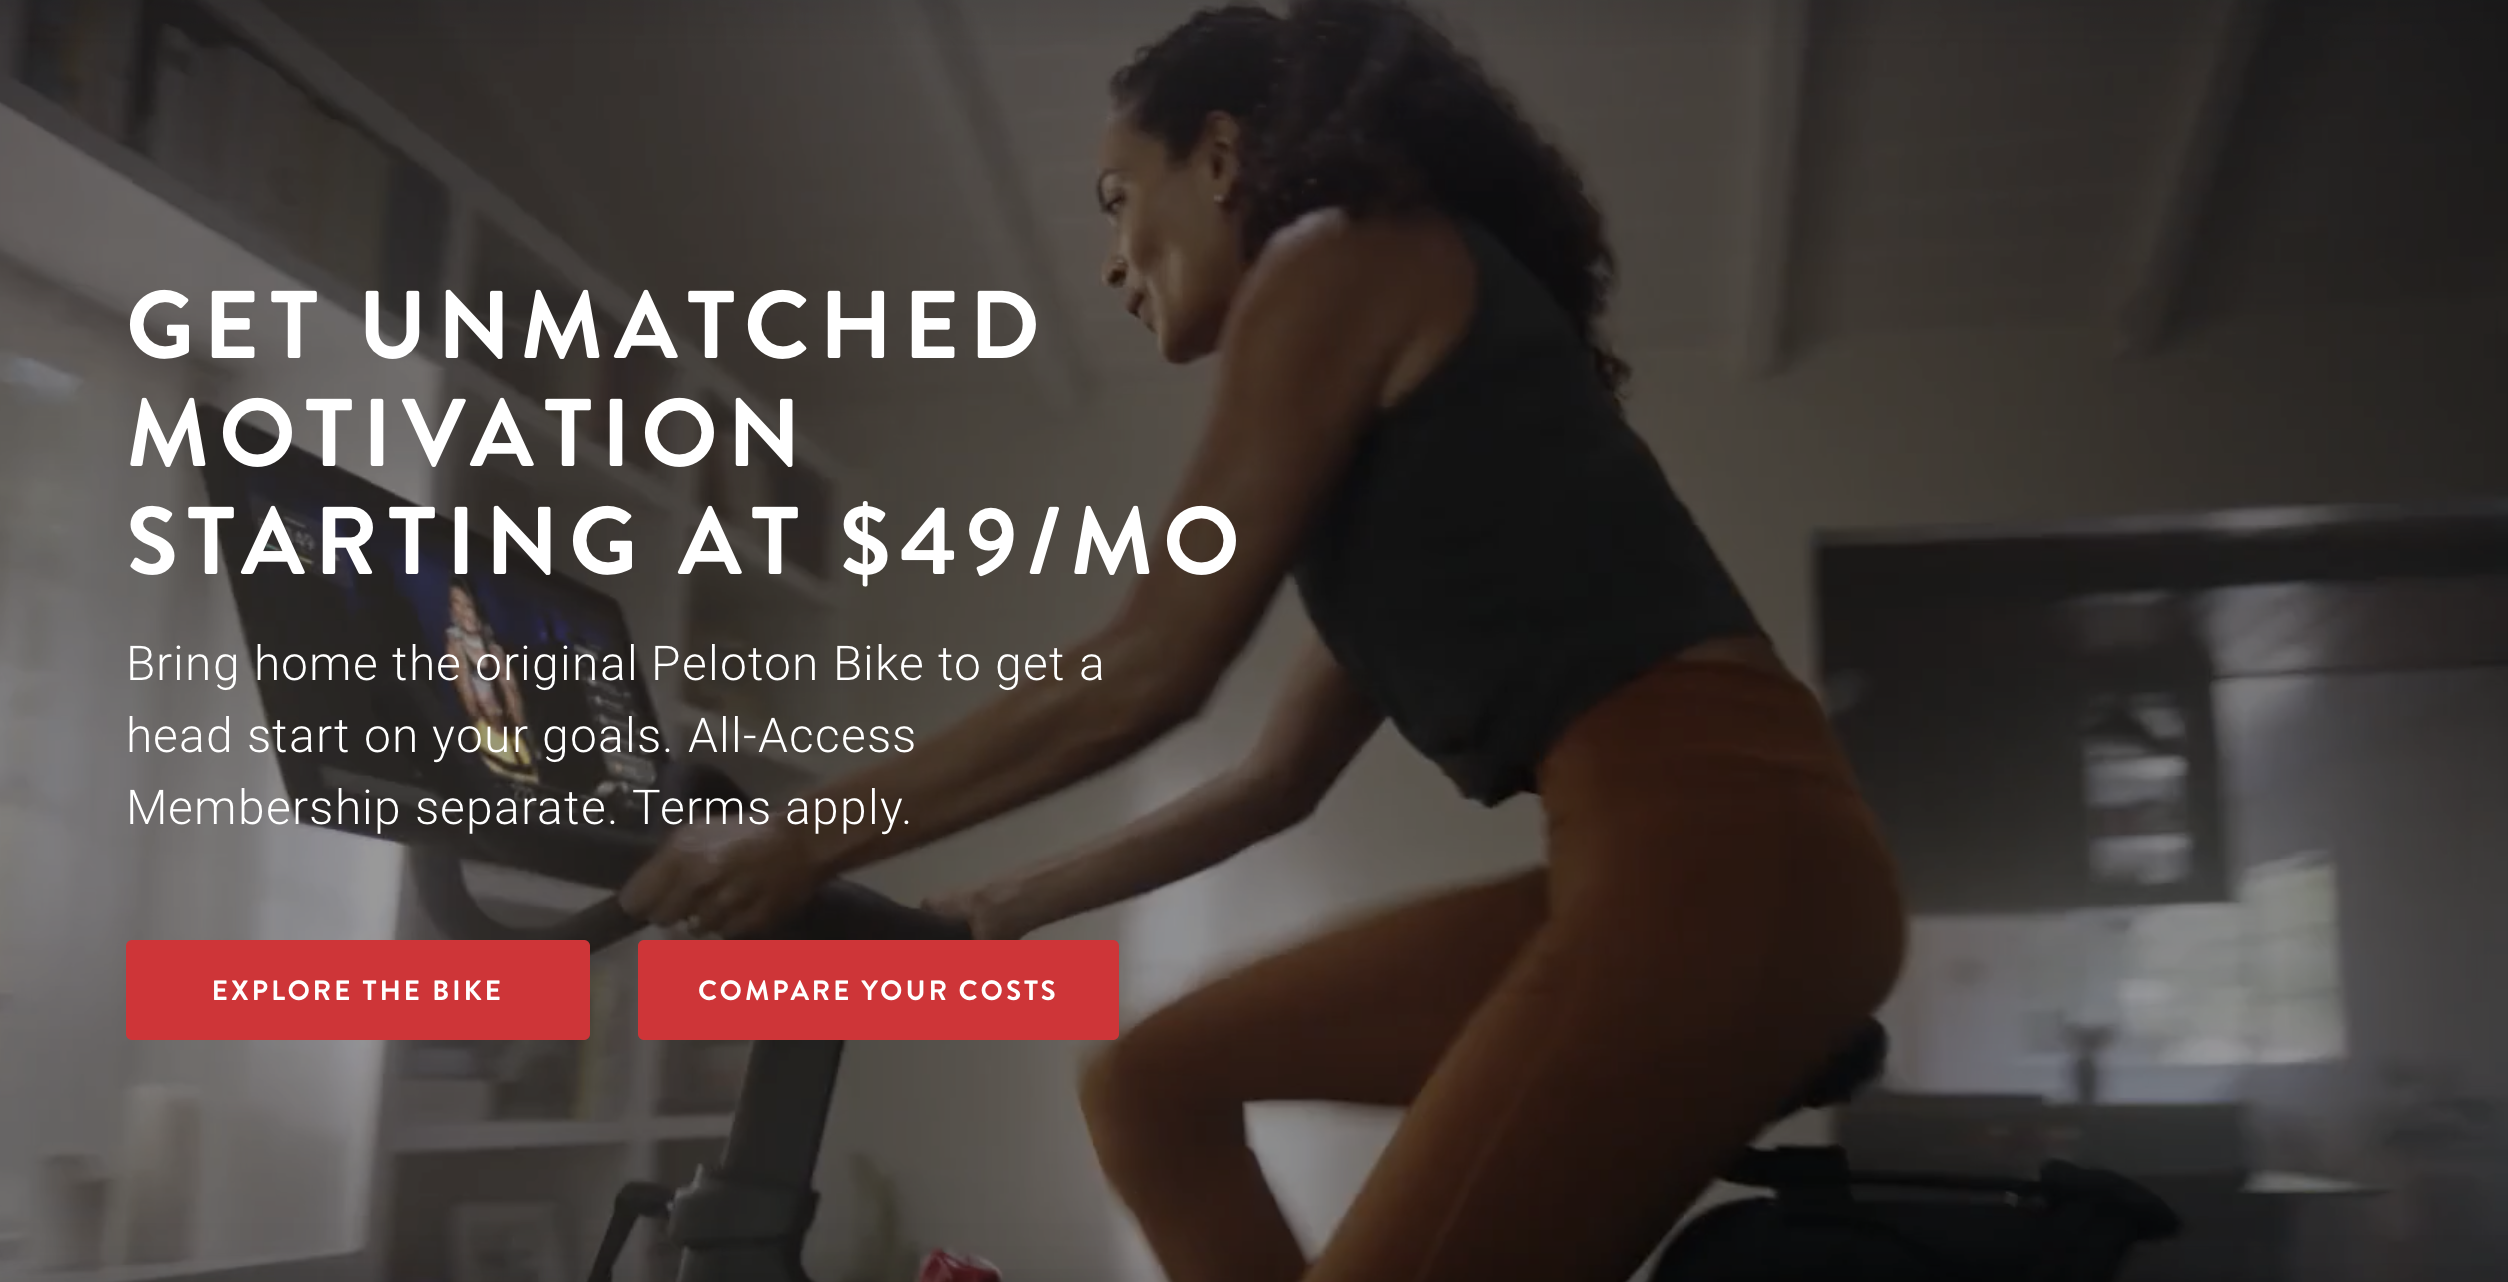 GET UNMATCHED
MOTIVATION
STARTING AT $49/MO
Bring home the original Peloton Bike to get a
head start on your goals. All-Access
Membership separate. Terms apply.
EXPLORE THE BIKE
COMPARE YOUR COSTS